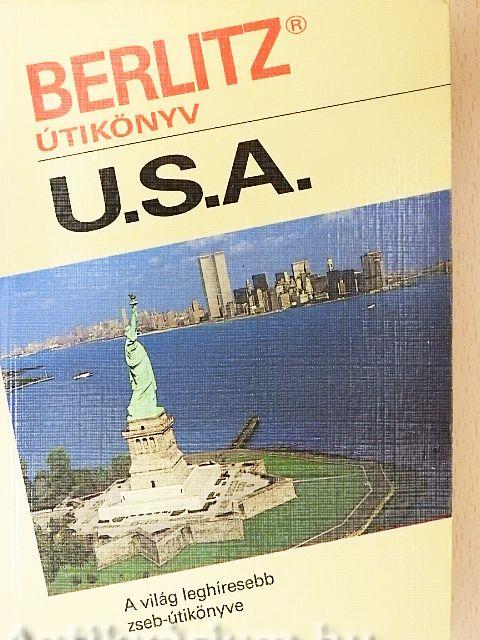 BERLITZ®
ÚTIKÖNYV
U.S.A.
A világ leghíresebb
zseb-útikönyve